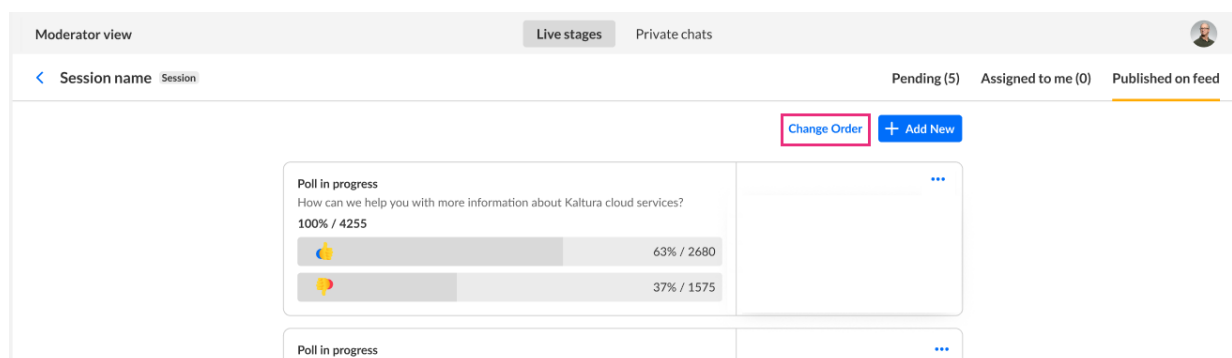 Moderator view Live stages Private chats
Session name Session Pending (5) Assigned to me (0) Published on feed
Change Order + Add New
Poll in progress
How can we help you with more information about Kaltura cloud services?
100% / 4255
63% / 2680
37% / 1575
Poll in progress